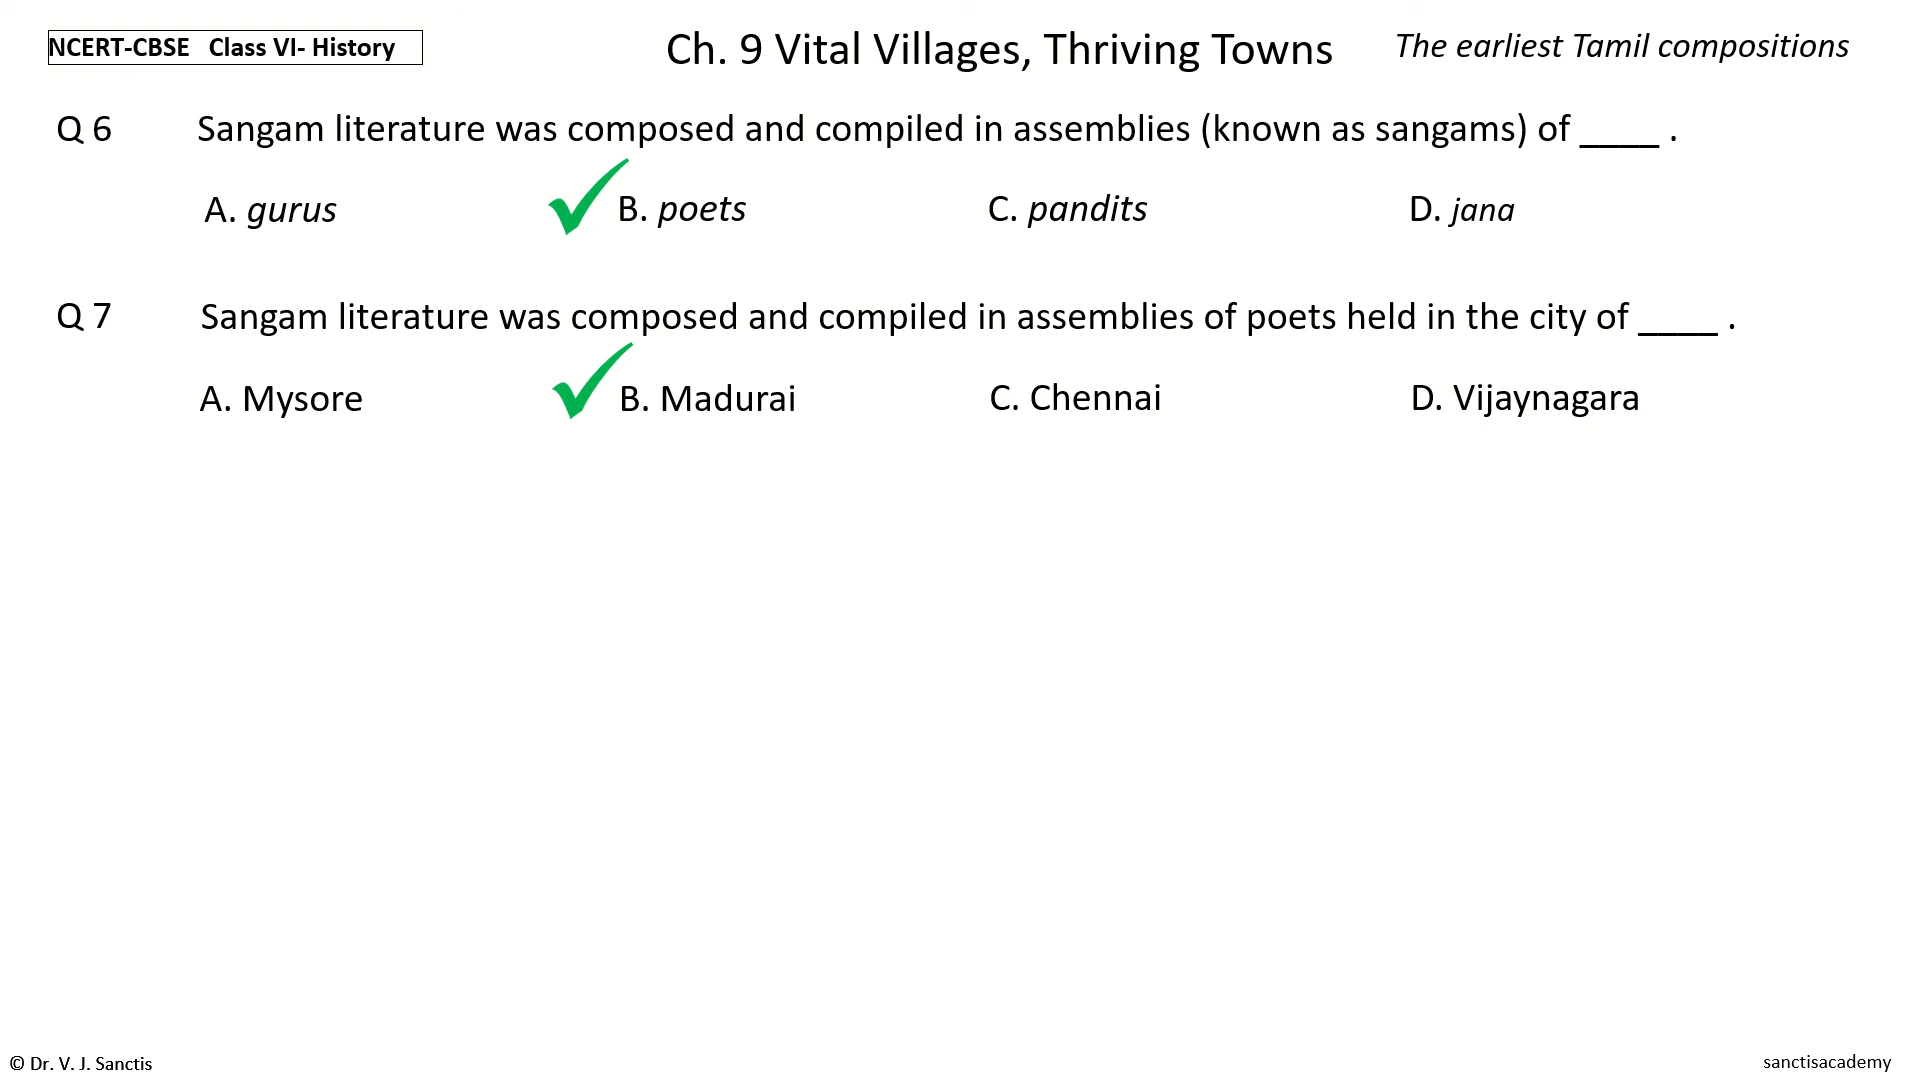 NCERT-CBSE Class VI- History
Ch. 9 Vital Villages, Thriving Towns
The earliest Tamil compositions
Q 6 Sangam literature was composed and compiled in assemblies (known as sangams) of ____ .
A. gurus B. poets C. pandits D. jana
Q 7 Sangam literature was composed and compiled in assemblies of poets held in the city of ____ .
A. Mysore B. Madurai C. Chennai D. Vijaynagara
© Dr. V. J. Sanctis
sanctisacademy